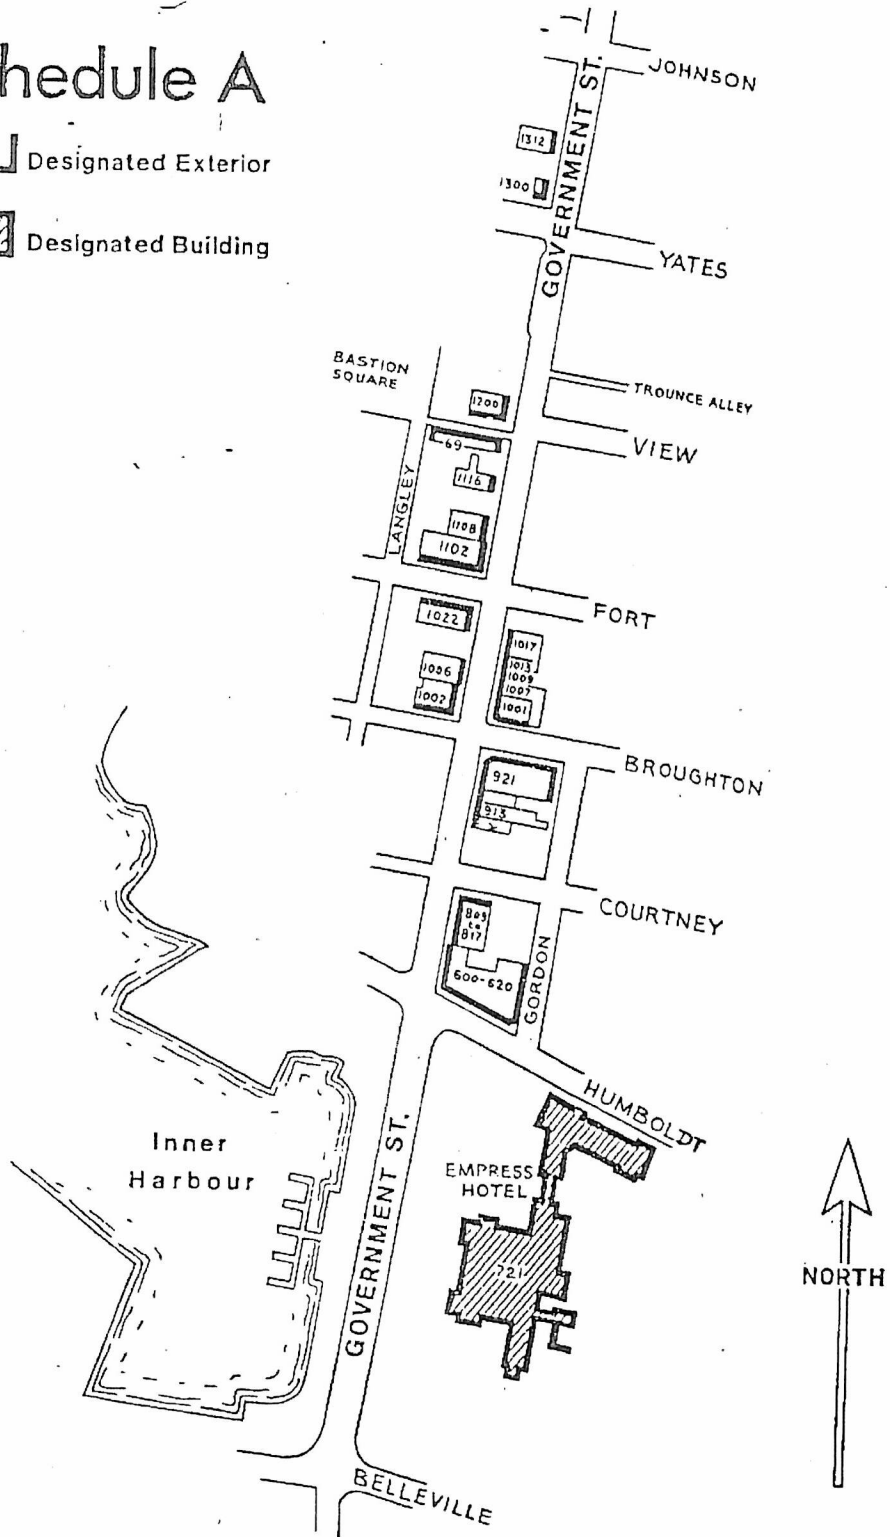 hedule A
Designated Exterior
Designated Building
JOHNSON
GOVERNMENT ST.
1312
1300
YATES
BASTION
SQUARE
TROUNCE ALLEY
1200
VIEW
69
1116
LANGLEY
1108
1102
FORT
1022
1017
1013
1009
1007
1001
1006
1002
BROUGHTON
921
913
COURTNEY
809
to
817
GORDON
600-620
HUMBOLDT
Inner
Harbour
EMPRESS
HOTEL
721
GOVERNMENT ST.
NORTH
BELLEVILLE